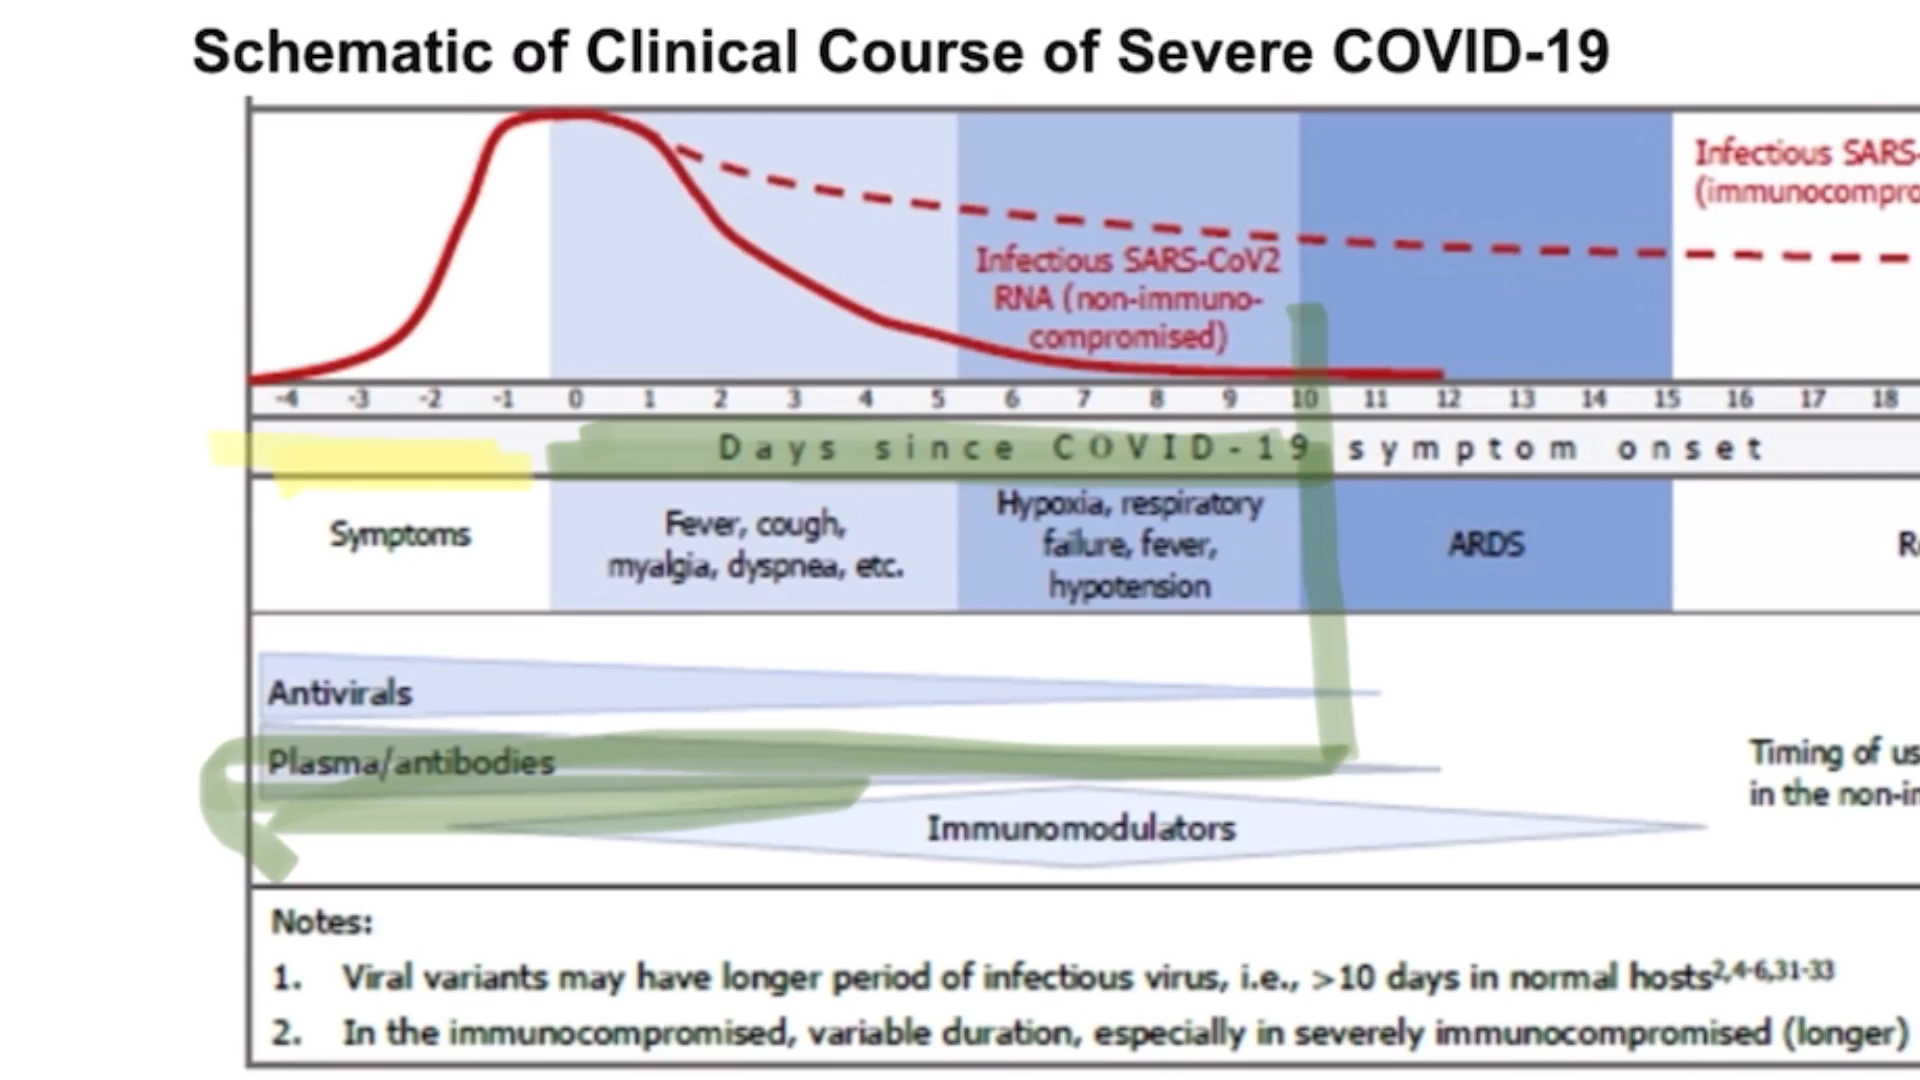 Schematic of Clinical Course of Severe COVID-19
Infectious SARS-
(immunocompro
Infectious SARS-CoV2
RNA (non-immuno-
compromised)
-4 -3 -2 -1 0 1 2 3 4 5 6 7 8 9 10 11 12 13 14 15 16 17 18
Days since COVID-19 symptom onset
Symptoms
Fever, cough,
myalgia, dyspnea, etc.
Hypoxia, respiratory
failure, fever,
hypotension
ARDS
Antivirals
Plasma/antibodies
Immunomodulators
Timing of us
in the non-
Notes:
1. Viral variants may have longer period of infectious virus, i.e., >10 days in normal hosts2,4-6,31-33
2. In the immunocompromised, variable duration, especially in severely immunocompromised (longer)